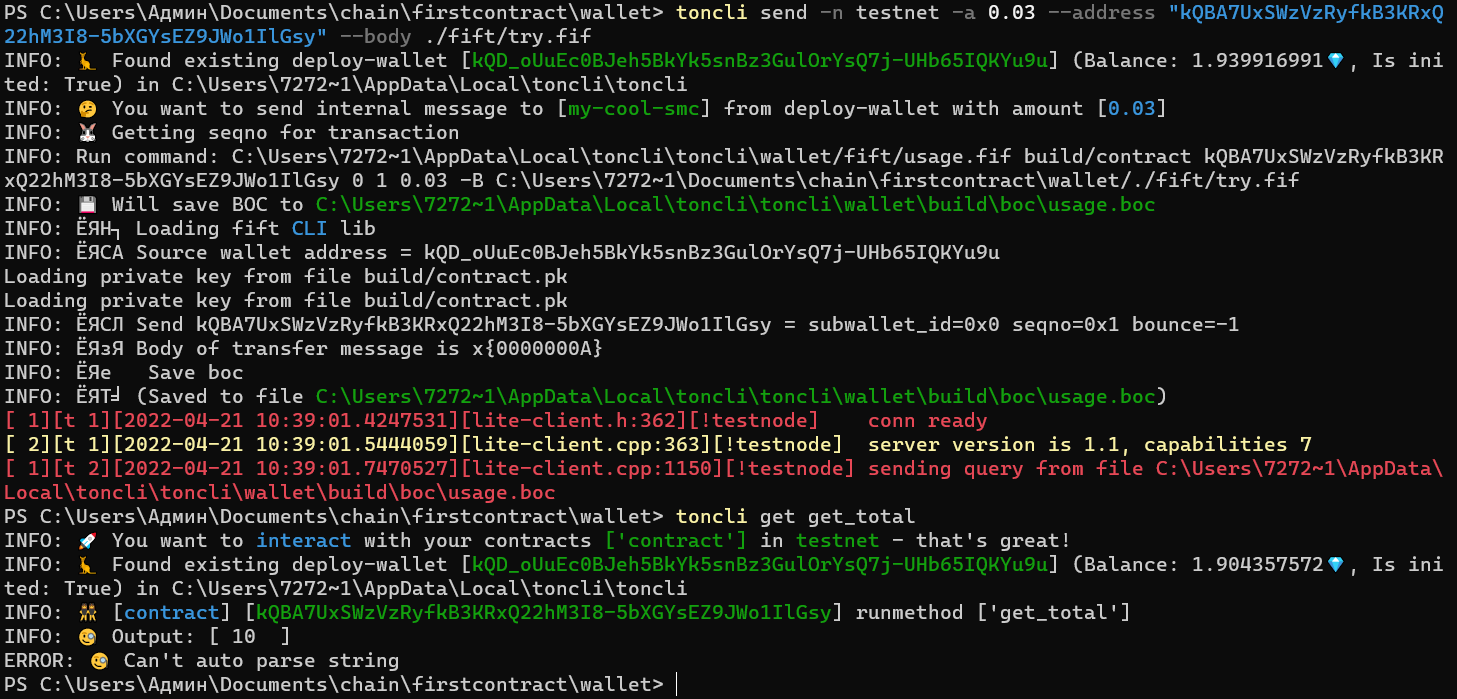 PS C:\Users\Админ\Documents\chain\firstcontract\wallet> toncli send -n testnet -a 0.03 --address "kQBA7UxSWzVzRyfkB3KRxQ
22hM3I8-5bXGYsEZ9JWo1IlGsy" --body ./fift/try.fif
INFO: 🦕 Found existing deploy-wallet [kQD_oUuEc0BJeh5BkYk5snBz3GulOrYsQ7j-UHb65IQKYu9u] (Balance: 1.939916991💎, Is ini
ted: True) in C:\Users\7272~1\AppData\Local\toncli\toncli
INFO: 🤔 You want to send internal message to [my-cool-smc] from deploy-wallet with amount [0.03]
INFO: 🐰 Getting seqno for transaction
INFO: Run command: C:\Users\7272~1\AppData\Local\toncli\toncli\wallet/fift/usage.fif build/contract kQBA7UxSWzVzRyfkB3KR
xQ22hM3I8-5bXGYsEZ9JWo1IlGsy 0 1 0.03 -B C:\Users\7272~1\Documents\chain\firstcontract\wallet/./fift/try.fif
INFO: 💾 Will save BOC to C:\Users\7272~1\AppData\Local\toncli\toncli\wallet\build\boc\usage.boc
INFO: ЁЯН┐ Loading fift CLI lib
INFO: ЁЯСА Source wallet address = kQD_oUuEc0BJeh5BkYk5snBz3GulOrYsQ7j-UHb65IQKYu9u
Loading private key from file build/contract.pk
Loading private key from file build/contract.pk
INFO: ЁЯСЛ Send kQBA7UxSWzVzRyfkB3KRxQ22hM3I8-5bXGYsEZ9JWo1IlGsy = subwallet_id=0x0 seqno=0x1 bounce=-1
INFO: ЁЯзЯ Body of transfer message is x{0000000A}
INFO: ЁЯе   Save boc
INFO: ЁЯТ╛ (Saved to file C:\Users\7272~1\AppData\Local\toncli\toncli\wallet\build\boc\usage.boc)
[ 1][t 1][2022-04-21 10:39:01.4247531][lite-client.h:362][!testnode]    conn ready
[ 2][t 1][2022-04-21 10:39:01.5444059][lite-client.cpp:363][!testnode]  server version is 1.1, capabilities 7
[ 1][t 2][2022-04-21 10:39:01.7470527][lite-client.cpp:1150][!testnode] sending query from file C:\Users\7272~1\AppData\
Local\toncli\toncli\wallet\build\boc\usage.boc
PS C:\Users\Админ\Documents\chain\firstcontract\wallet> toncli get get_total
INFO: 🚀 You want to interact with your contracts ['contract'] in testnet - that's great!
INFO: 🦕 Found existing deploy-wallet [kQD_oUuEc0BJeh5BkYk5snBz3GulOrYsQ7j-UHb65IQKYu9u] (Balance: 1.904357572💎, Is ini
ted: True) in C:\Users\7272~1\AppData\Local\toncli\toncli
INFO: 👯 [contract] [kQBA7UxSWzVzRyfkB3KRxQ22hM3I8-5bXGYsEZ9JWo1IlGsy] runmethod ['get_total']
INFO: 🧐 Output: [ 10  ]
ERROR: 🧐 Can't auto parse string
PS C:\Users\Админ\Documents\chain\firstcontract\wallet>